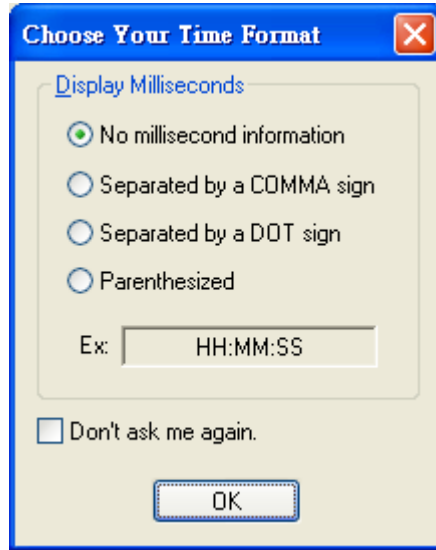 Choose Your Time Format
Display Milliseconds
No millisecond information
Separated by a COMMA sign
Separated by a DOT sign
Parenthesized
Ex: HH:MM:SS
Don't ask me again.
OK